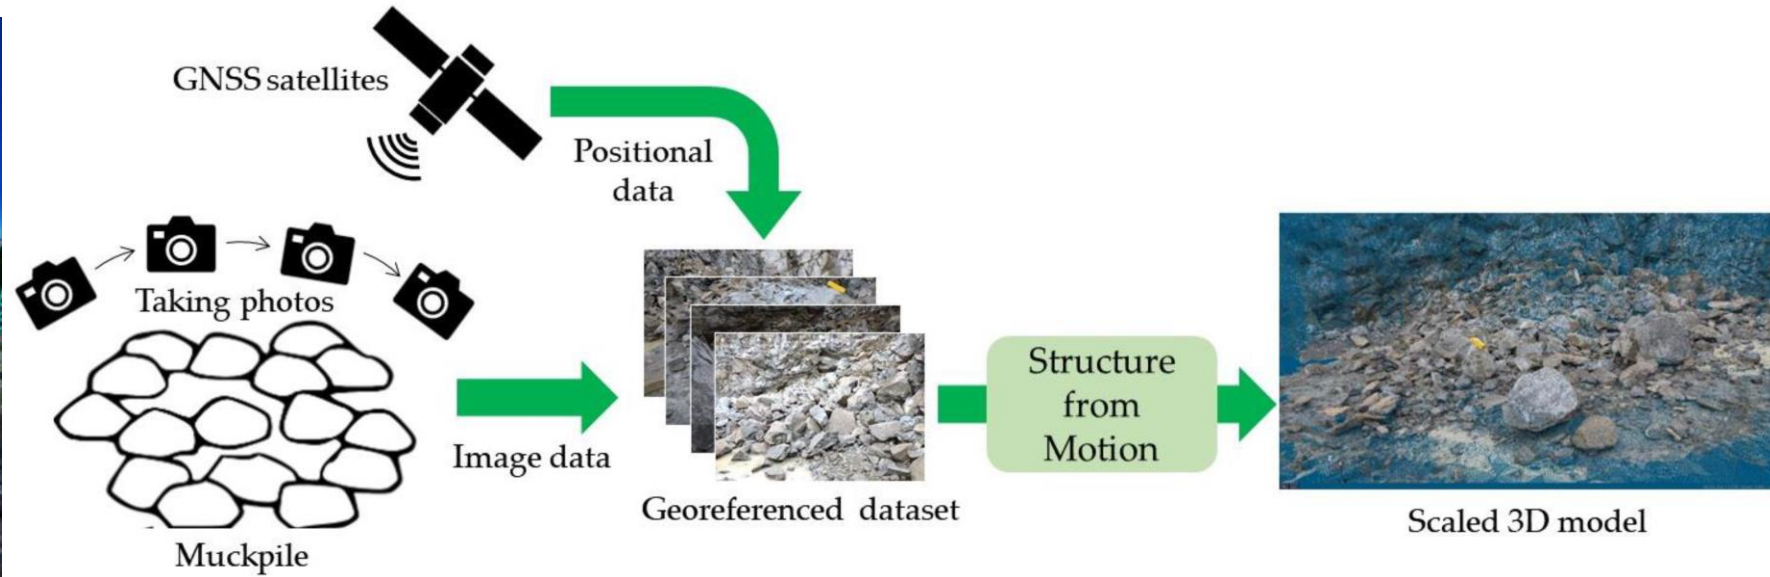 GNSS satellites
Positional
data
Taking photos
Image data
Muckpile
Georeferenced dataset
Structure
from
Motion
Scaled 3D model